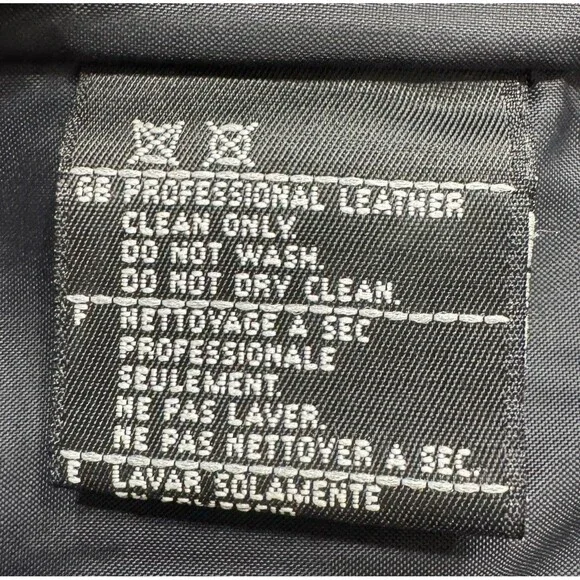 GB PROFESSIONAL LEATHER
CLEAN ONLY.
DO NOT WASH.
DO NOT DRY CLEAN.
F NETTOYAGE A SEC
PROFESSIONALE
SEULEMENT.
NE PAS LAVER.
NE PAS NETTOYER A SEC.
E LAVAR SOLAMENTE